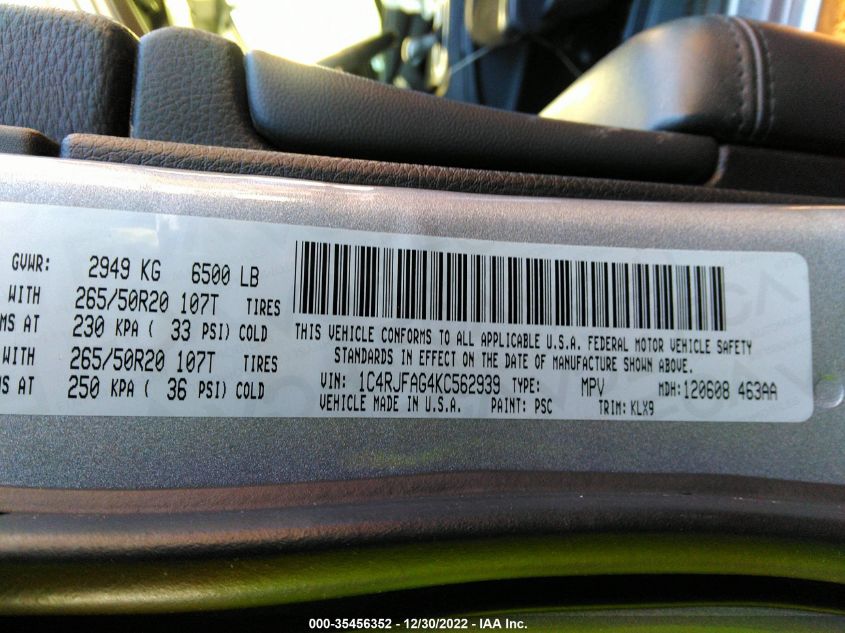 GVWR: 2949 KG 6500 LB
WITH 265/50R20 107T TIRES
MS AT 230 KPA ( 33 PSI) COLD
WITH 265/50R20 107T TIRES
MS AT 250 KPA ( 36 PSI) COLD
THIS VEHICLE CONFORMS TO ALL APPLICABLE U.S.A. FEDERAL MOTOR VEHICLE SAFETY
STANDARDS IN EFFECT ON THE DATE OF MANUFACTURE SHOWN ABOVE.
VIN: 1C4RJFAG4KC562939 TYPE: MPV MDH:120608 463AA
VEHICLE MADE IN U.S.A. PAINT: PSC TRIM: KLX9
000-35456352 - 12/30/2022 - IAA Inc.